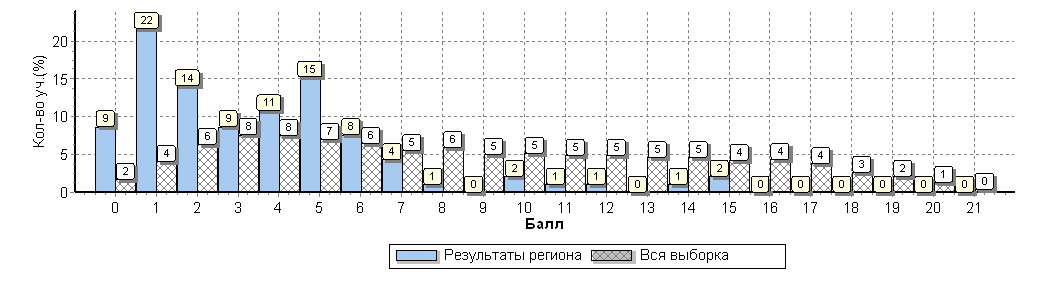 Кол-во уч.(%)
20
15
10
5
0
9 22 14 9 11 15 8 4 1 0 2 1 1 0 1 2 0 0 0 0 0 0
2 4 6 8 8 7 6 5 6 5 5 5 5 5 5 4 4 4 3 2 1 0
0 1 2 3 4 5 6 7 8 9 10 11 12 13 14 15 16 17 18 19 20 21
Балл
Результаты региона Вся выборка